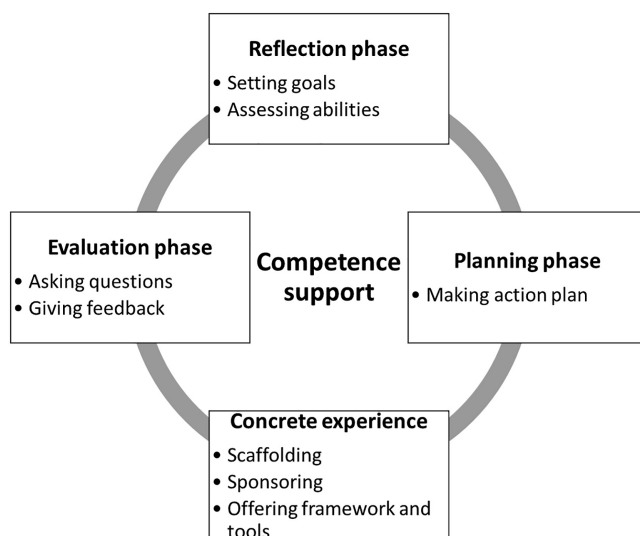 Reflection phase
• Setting goals
• Assessing abilities
Evaluation phase
• Asking questions
• Giving feedback
Competence
support
Planning phase
• Making action plan
Concrete experience
• Scaffolding
• Sponsoring
• Offering framework and
tools